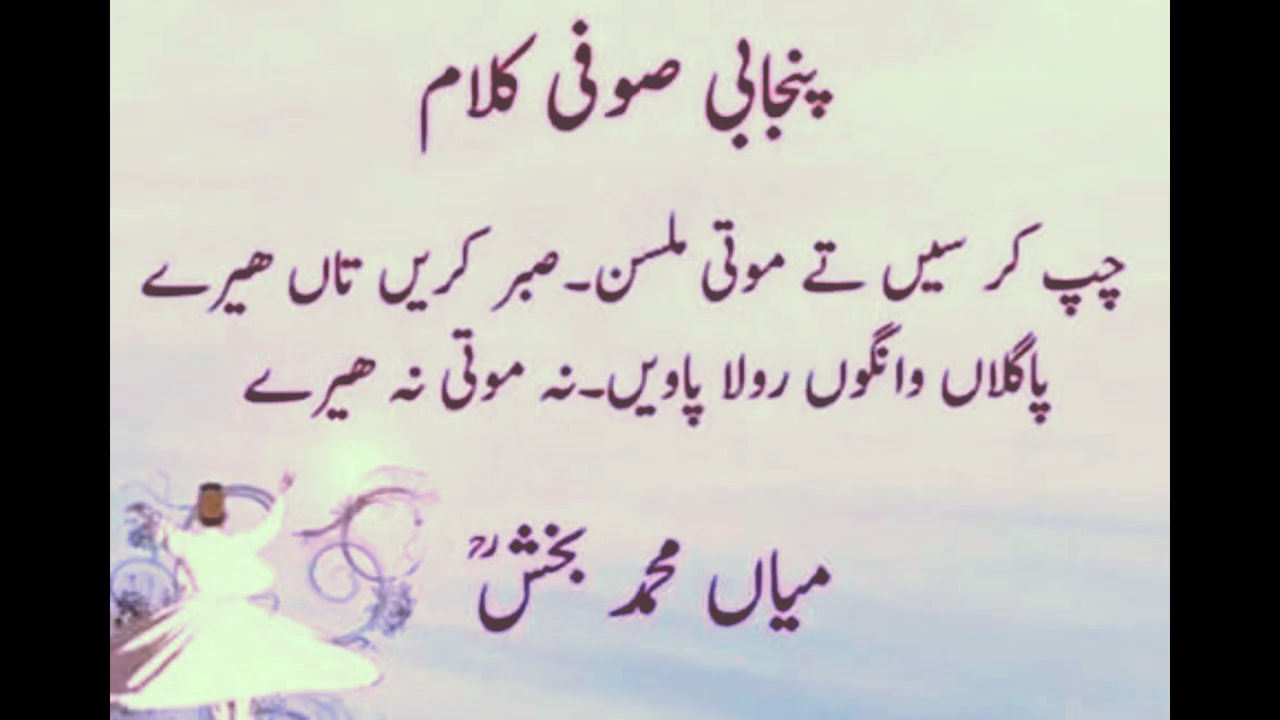 پنجابی صوفی کلام
چپ کر سیں تے موتی ملسن۔صبر کریں تاں ھیرے
پاگلاں وانگوں رولا پاویں۔نہ موتی نہ ھیرے
میاں محمد بخشؒ